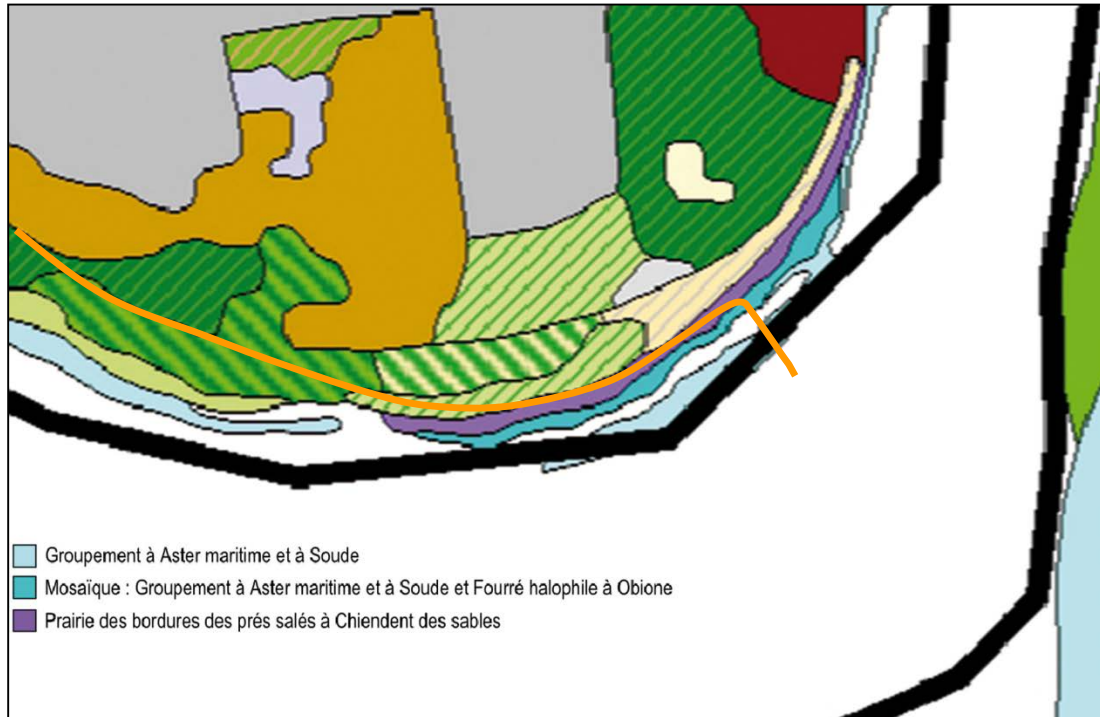 Groupement à Aster maritime et à Soude
Mosaïque : Groupement à Aster maritime et à Soude et Fourré halophile à Obione
Prairie des bordures des prés salés à Chiendent des sables